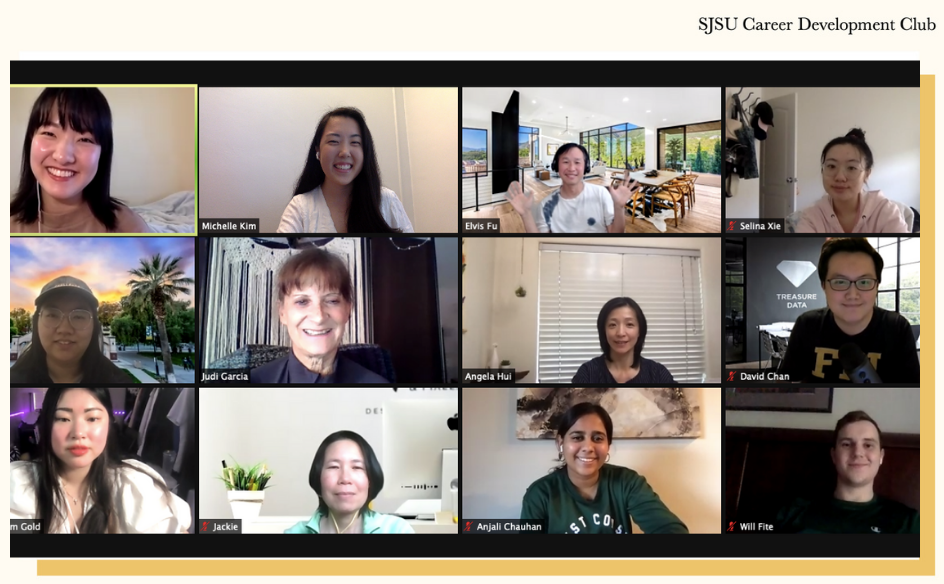 SJSU Career Development Club
Michelle Kim
Elvis Fu
Selina Xie
TREASURE
DATA
Judi Garcia
Angela Hui
David Chan
m Gold
Jackie
Anjali Chauhan
Will Fite